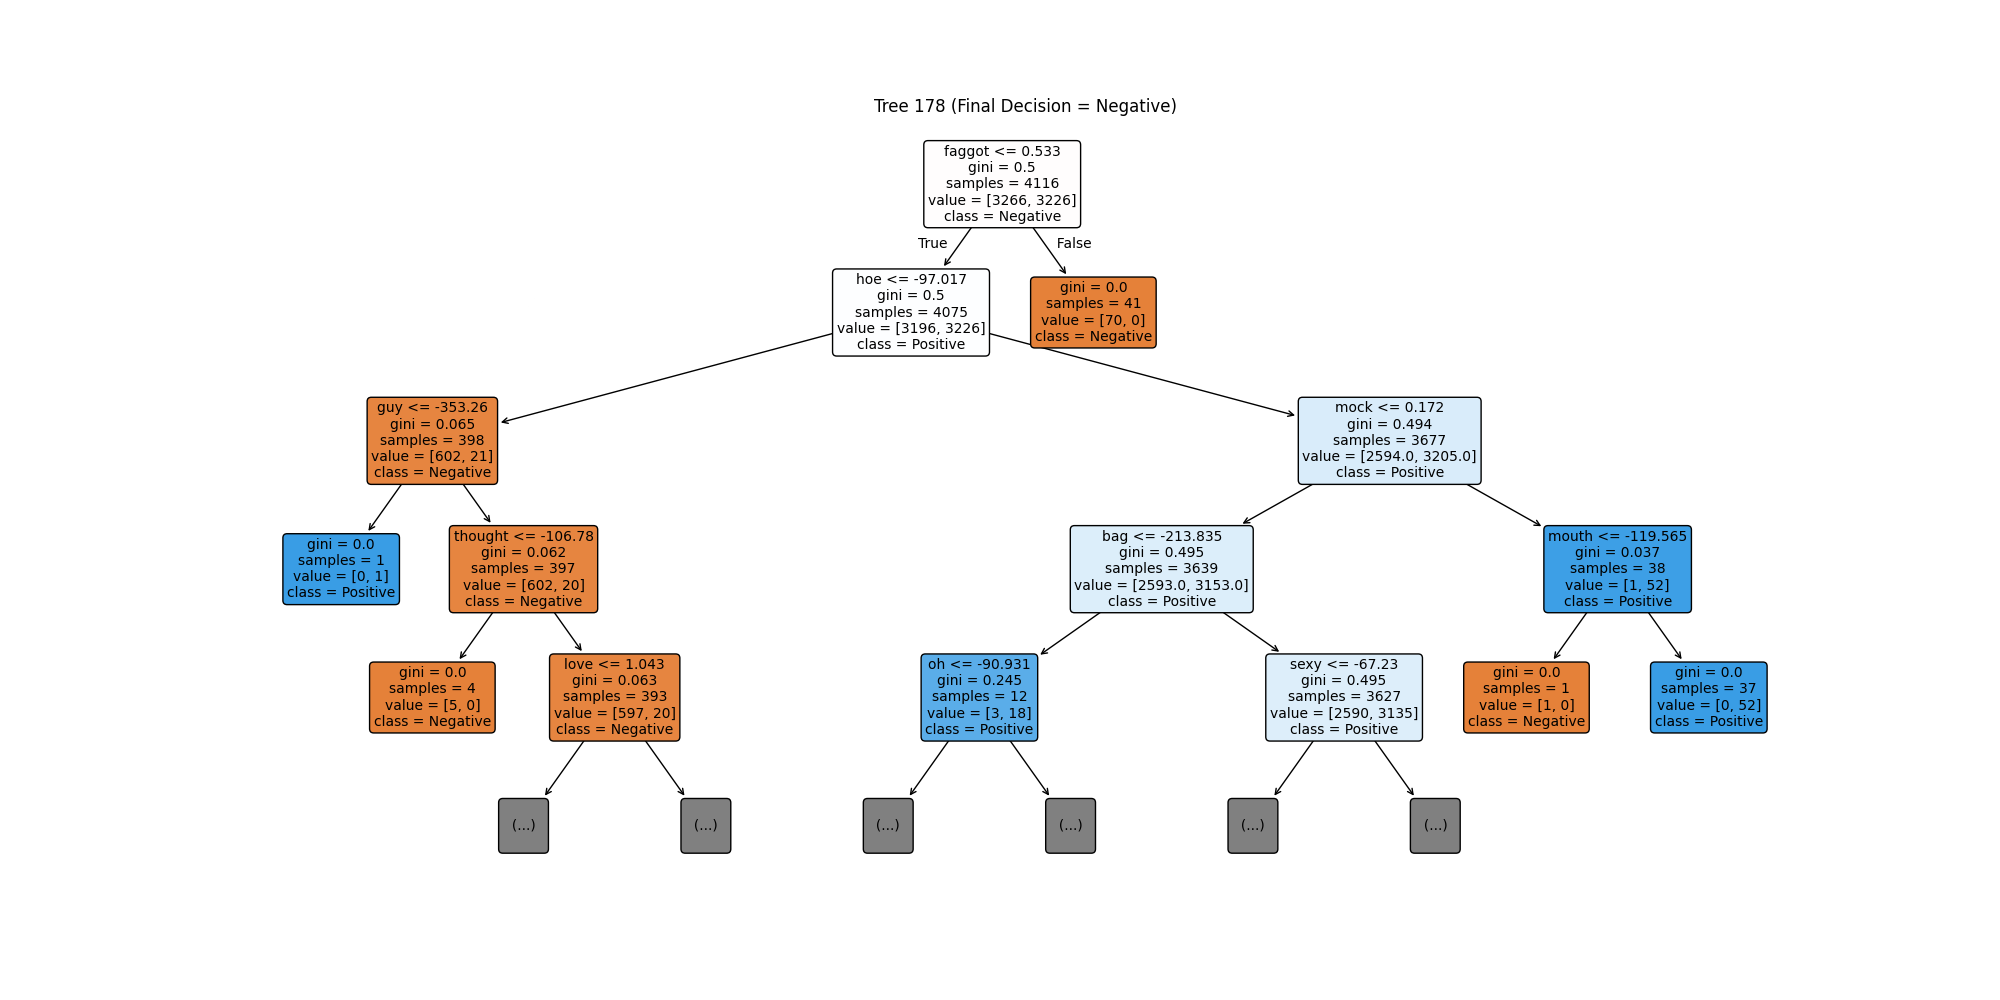 Tree 178 (Final Decision = Negative)
faggot <= 0.533
gini = 0.5
samples = 4116
value = [3266, 3226]
class = Negative
True
False
hoe <= -97.017
gini = 0.5
samples = 4075
value = [3196, 3226]
class = Positive
gini = 0.0
samples = 41
value = [70, 0]
class = Negative
guy <= -353.26
gini = 0.065
samples = 398
value = [602, 21]
class = Negative
mock <= 0.172
gini = 0.494
samples = 3677
value = [2594.0, 3205.0]
class = Positive
gini = 0.0
samples = 1
value = [0, 1]
class = Positive
thought <= -106.78
gini = 0.062
samples = 397
value = [602, 20]
class = Negative
bag <= -213.835
gini = 0.495
samples = 3639
value = [2593.0, 3153.0]
class = Positive
mouth <= -119.565
gini = 0.037
samples = 38
value = [1, 52]
class = Positive
gini = 0.0
samples = 4
value = [5, 0]
class = Negative
love <= 1.043
gini = 0.063
samples = 393
value = [597, 20]
class = Negative
oh <= -90.931
gini = 0.245
samples = 12
value = [3, 18]
class = Positive
sexy <= -67.23
gini = 0.495
samples = 3627
value = [2590, 3135]
class = Positive
gini = 0.0
samples = 1
value = [1, 0]
class = Negative
gini = 0.0
samples = 37
value = [0, 52]
class = Positive
(...)
(...)
(...)
(...)
(...)
(...)